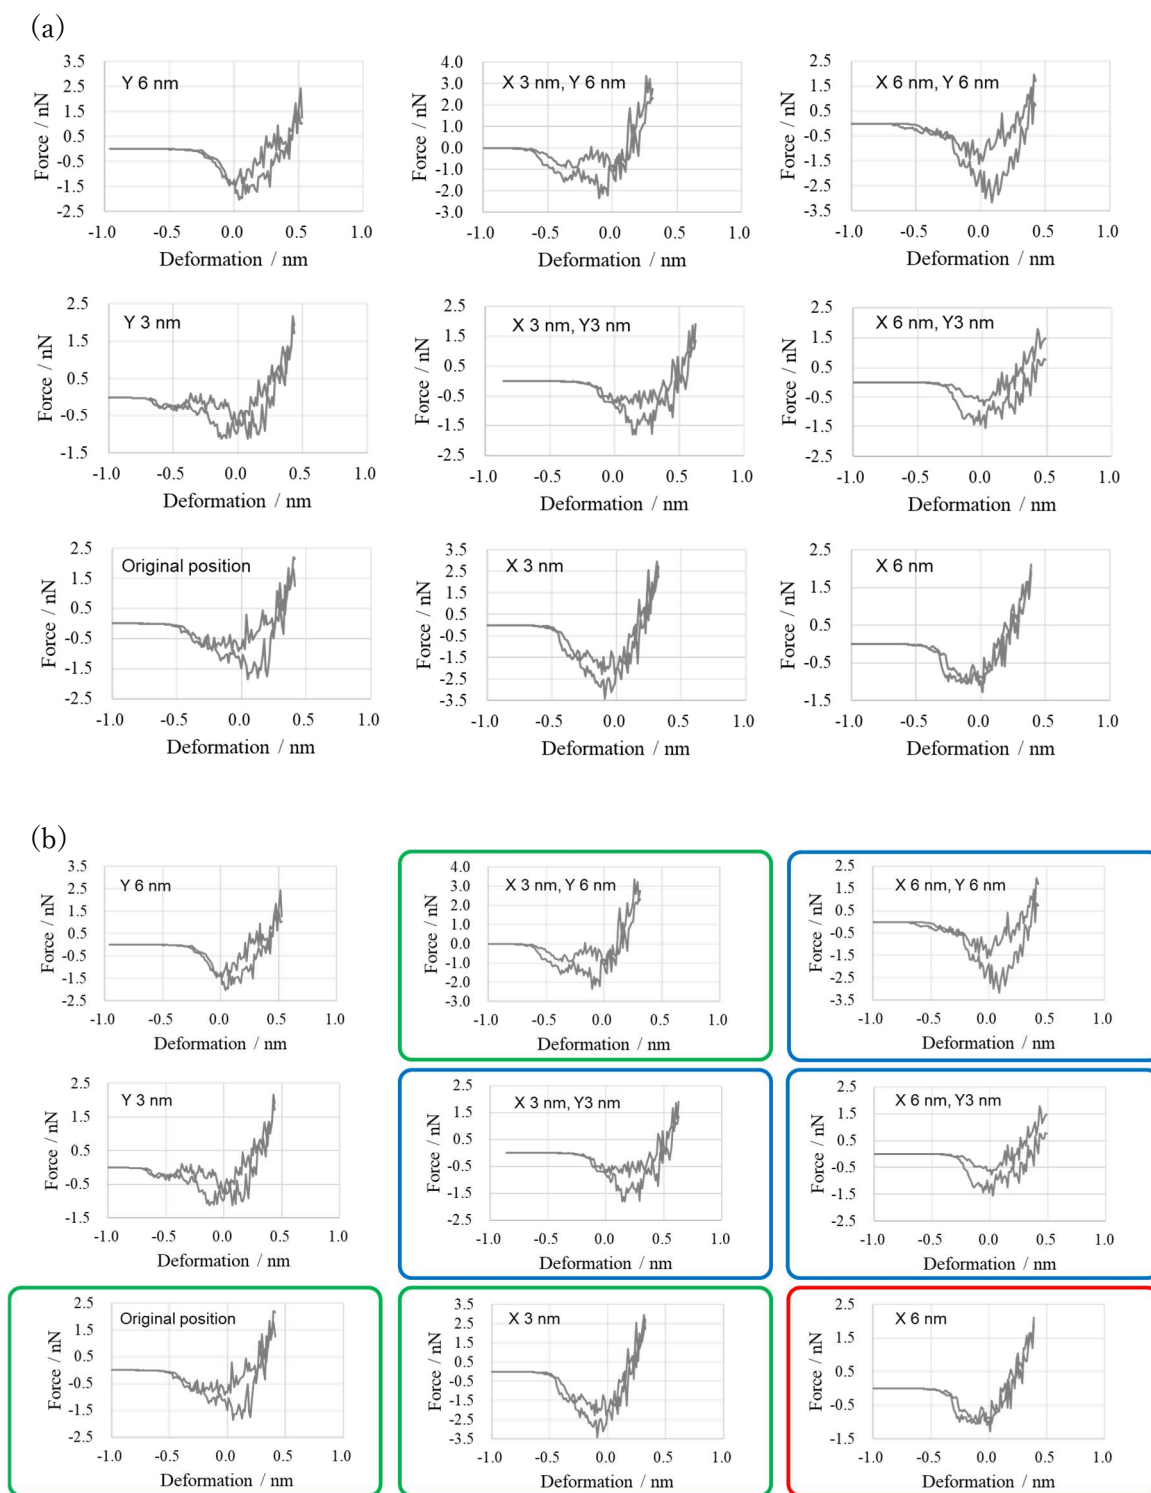 (a)
Y 6 nm
3.5
2.5
1.5
0.5
-0.5
-1.5
-2.5
Force / nN
-1.0 -0.5 0.0 0.5 1.0
Deformation / nm
X 3 nm, Y 6 nm
4.0
3.0
2.0
1.0
0.0
-1.0
-2.0
-3.0
Force / nN
-1.0 -0.5 0.0 0.5 1.0
Deformation / nm
X 6 nm, Y 6 nm
2.5
1.5
0.5
-0.5
-1.5
-2.5
-3.5
Force / nN
-1.0 -0.5 0.0 0.5 1.0
Deformation / nm
Y 3 nm
2.5
1.5
0.5
-0.5
-1.5
Force / nN
-1.0 -0.5 0.0 0.5 1.0
Deformation / nm
X 3 nm, Y3 nm
2.5
1.5
0.5
-0.5
-1.5
-2.5
Force / nN
-1.0 -0.5 0.0 0.5 1.0
Deformation / nm
X 6 nm, Y3 nm
2.5
1.5
0.5
-0.5
-1.5
-2.5
Force / nN
-1.0 -0.5 0.0 0.5 1.0
Deformation / nm
Original position
2.5
1.5
0.5
-0.5
-1.5
-2.5
Force / nN
-1.0 -0.5 0.0 0.5 1.0
Deformation / nm
X 3 nm
3.5
2.5
1.5
0.5
-0.5
-1.5
-2.5
-3.5
Force / nN
-1.0 -0.5 0.0 0.5 1.0
Deformation / nm
X 6 nm
2.5
1.5
0.5
-0.5
-1.5
Force / nN
-1.0 -0.5 0.0 0.5 1.0
Deformation / nm
(b)
Y 6 nm
3.5
2.5
1.5
0.5
-0.5
-1.5
-2.5
Force / nN
-1.0 -0.5 0.0 0.5 1.0
Deformation / nm
X 3 nm, Y 6 nm
4.0
3.0
2.0
1.0
0.0
-1.0
-2.0
-3.0
Force / nN
-1.0 -0.5 0.0 0.5 1.0
Deformation / nm
X 6 nm, Y 6 nm
2.5
1.5
0.5
-0.5
-1.5
-2.5
-3.5
Force / nN
-1.0 -0.5 0.0 0.5 1.0
Deformation / nm
Y 3 nm
2.5
1.5
0.5
-0.5
-1.5
Force / nN
-1.0 -0.5 0.0 0.5 1.0
Deformation / nm
X 3 nm, Y3 nm
2.5
1.5
0.5
-0.5
-1.5
-2.5
Force / nN
-1.0 -0.5 0.0 0.5 1.0
Deformation / nm
X 6 nm, Y3 nm
2.5
1.5
0.5
-0.5
-1.5
-2.5
Force / nN
-1.0 -0.5 0.0 0.5 1.0
Deformation / nm
Original position
2.5
1.5
0.5
-0.5
-1.5
-2.5
Force / nN
-1.0 -0.5 0.0 0.5 1.0
Deformation / nm
X 3 nm
3.5
2.5
1.5
0.5
-0.5
-1.5
-2.5
-3.5
Force / nN
-1.0 -0.5 0.0 0.5 1.0
Deformation / nm
X 6 nm
2.5
1.5
0.5
-0.5
-1.5
Force / nN
-1.0 -0.5 0.0 0.5 1.0
Deformation / nm